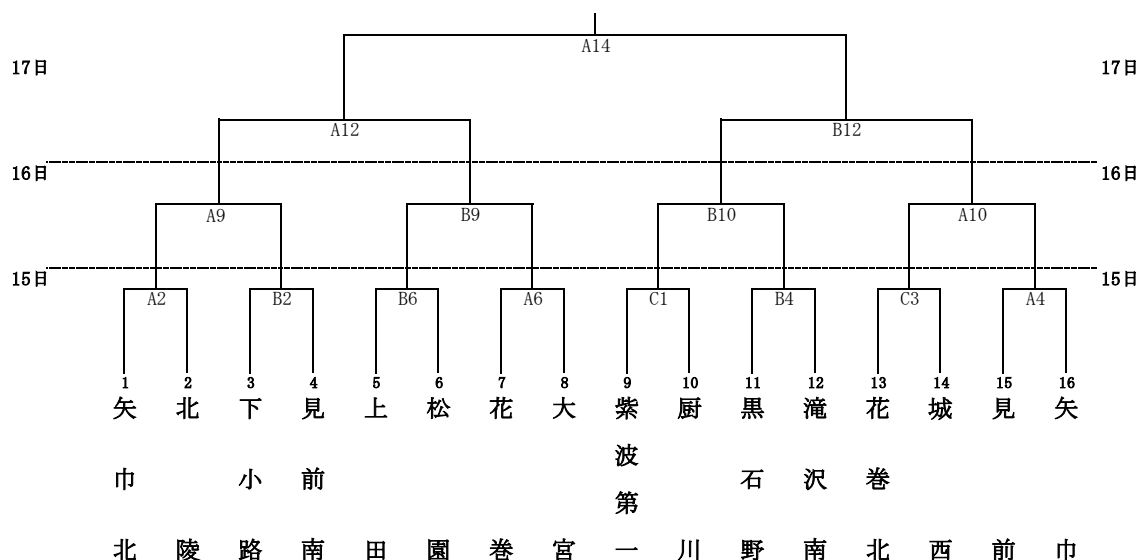 A14
17日
17日
A12
B12
16日
16日
A9
B9
B10
A10
15日
15日
A2
B2
B6
A6
C1
B4
C3
A4
1
2
3
4
5
6
7
8
9
10
11
12
13
14
15
16
矢巾北
北陵
下小路
見前南
上田
松園
花巻
大宮
紫波第一
厨川
黒石野
滝沢南
花巻北
城西
見前
矢巾